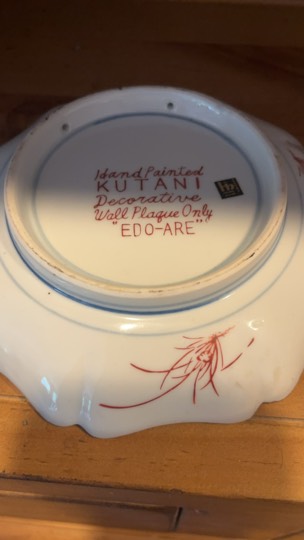 Hand Painted
KUTANI
Decorative
Wall Plaque Only
"EDO-ARE"